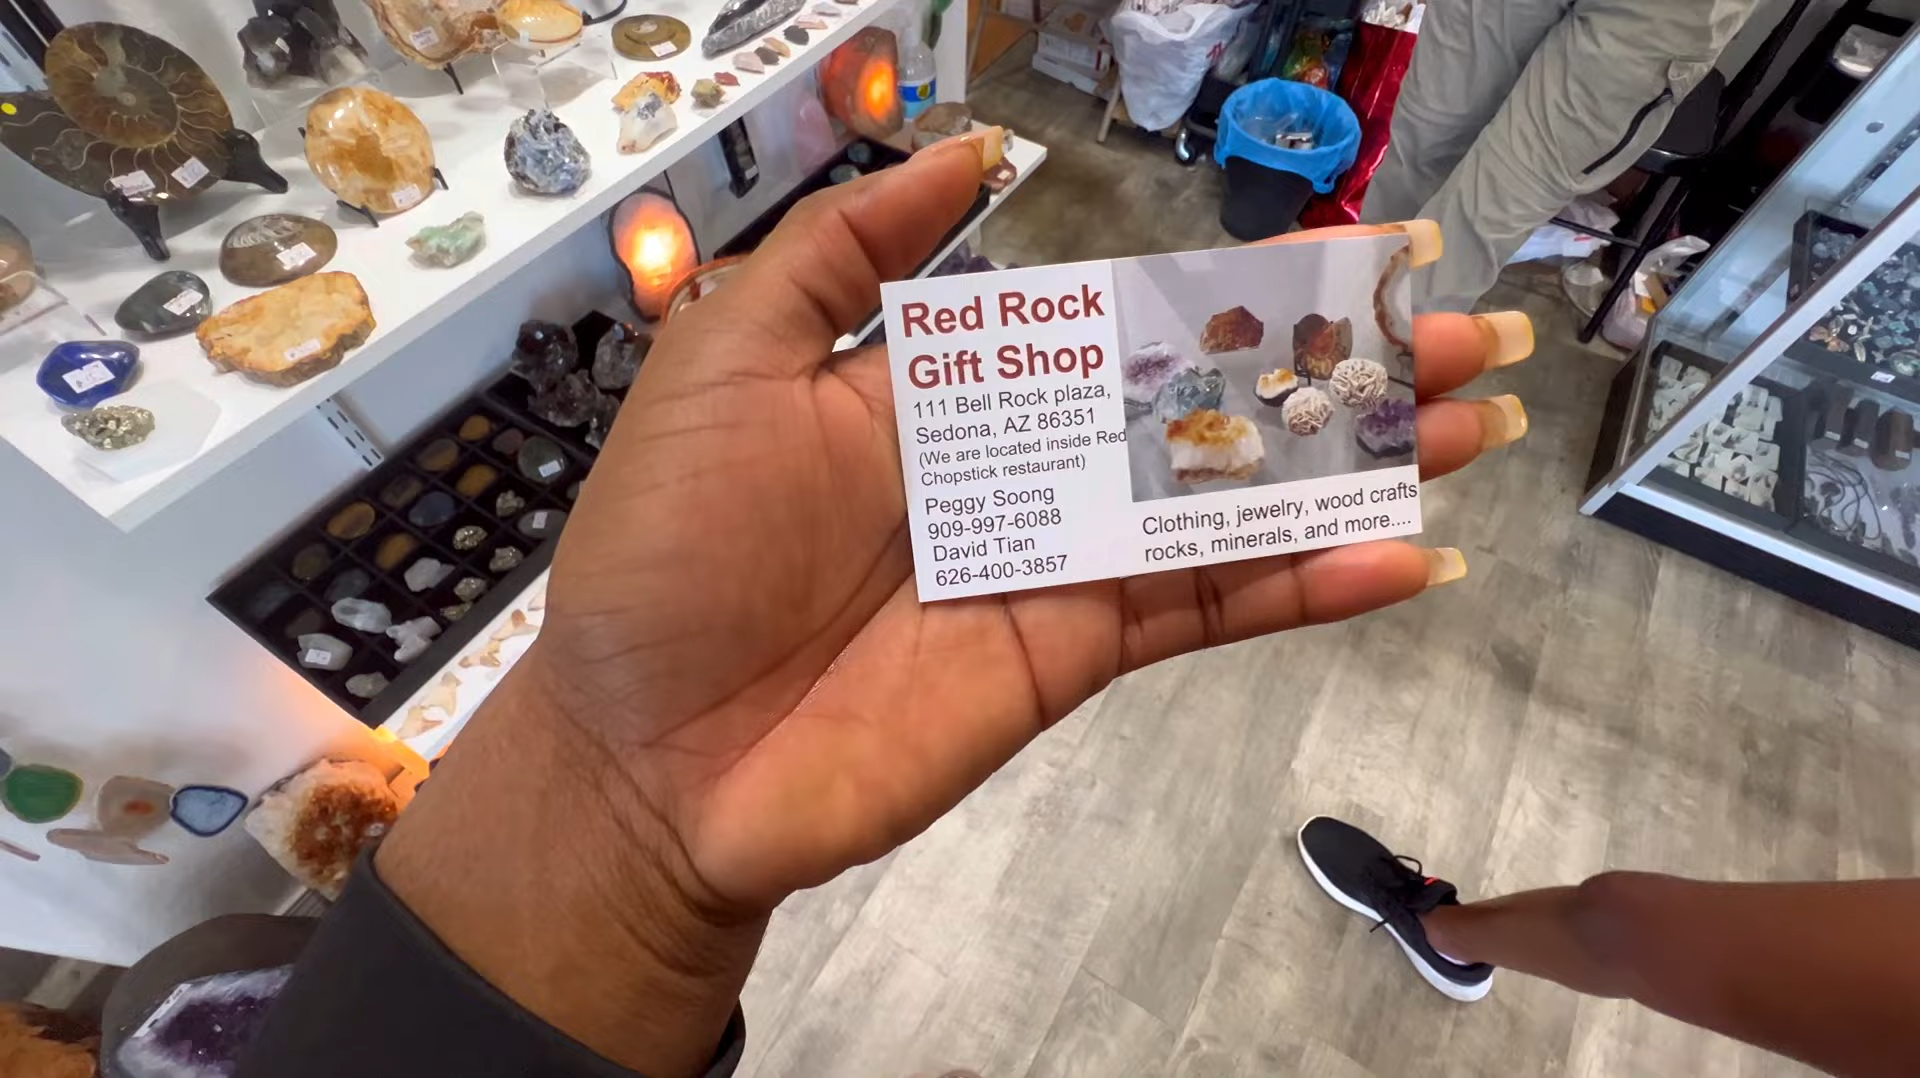 Red Rock
Gift Shop
111 Bell Rock plaza,
Sedona, AZ 86351
(We are located inside Red
Chopstick restaurant)
Peggy Soong
909-997-6088
David Tian
626-400-3857
Clothing, jewelry, wood crafts
rocks, minerals, and more....